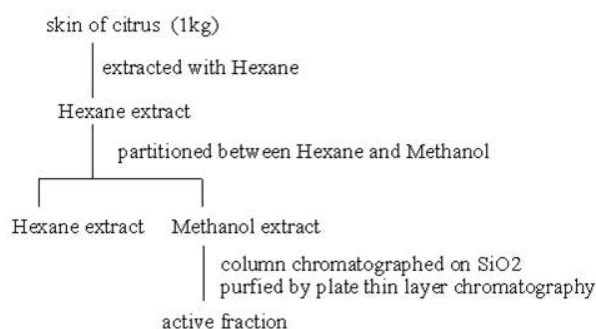 skin of citrus (1kg)
extracted with Hexane
Hexane extract
partitioned between Hexane and Methanol
Hexane extract Methanol extract
column chromatographed on SiO2
purfied by plate thin layer chromatography
active fraction